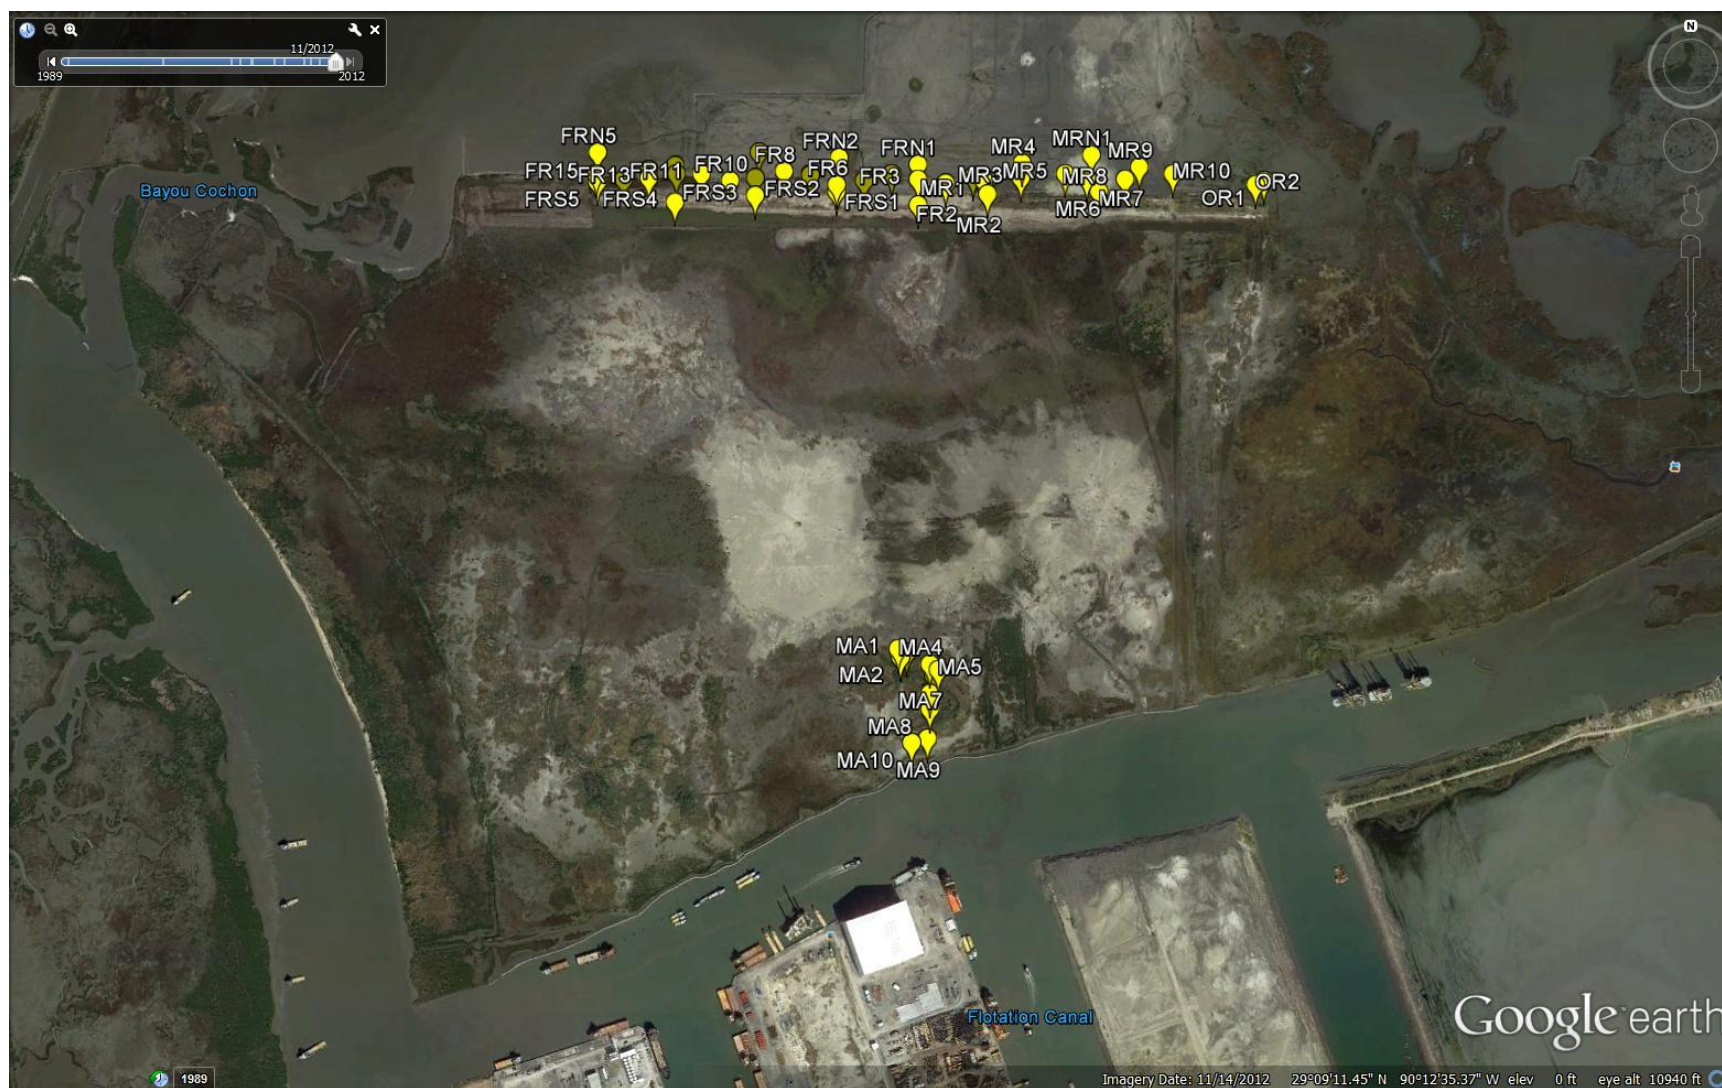 11/2012
1989
2012
N
FRN5
FRN2
FRN1
MR4
MRN1
MR9
FR15
FR13
FR11
FR10
FR8
FR6
FR3
MR1
MR3
MR5
MR8
MR10
OR2
Bayou Cochon
FRS5
FRS4
FRS3
FRS2
FRS1
FR2
MR2
MR6
MR7
OR1
MA1
MA4
MA2
MA5
MA7
MA8
MA10
MA9
Flotation Canal
Google earth
1989
Imagery Date: 11/14/2012 29°09'11.45" N 90°12'35.37" W elev 0 ft eye alt 10940 ft